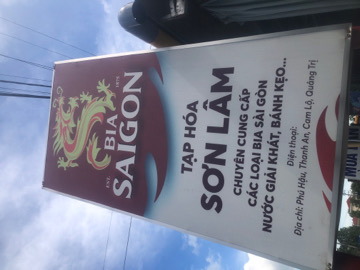 BIA
SAIGON
TẠP HÓA
SƠN LÂM
CHUYÊN CUNG CẤP
CÁC LOẠI BIA SÀI GÒN
NƯỚC GIẢI KHÁT, BÁNH KẸO...
Điện thoại:
Địa chỉ: Phú Hậu, Thanh An, Cam Lộ, Quảng Trị